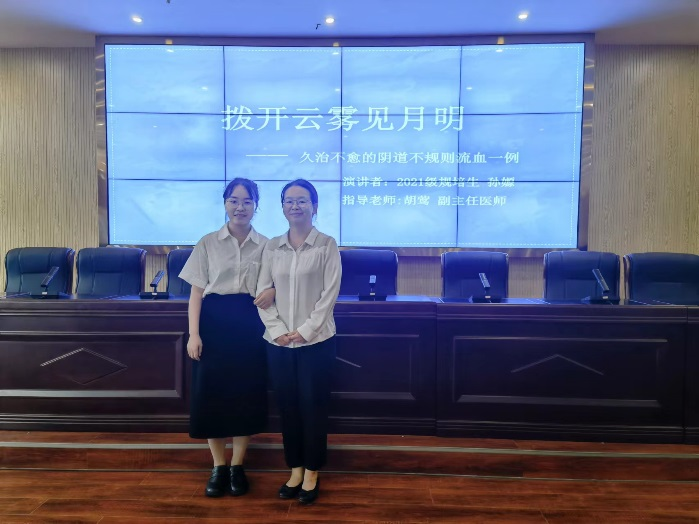 拨开云雾见月明
—— 久治不愈的阴道不规则流血一例
演讲者：2021级规培生 孙娜
指导老师:胡莺 副主任医师